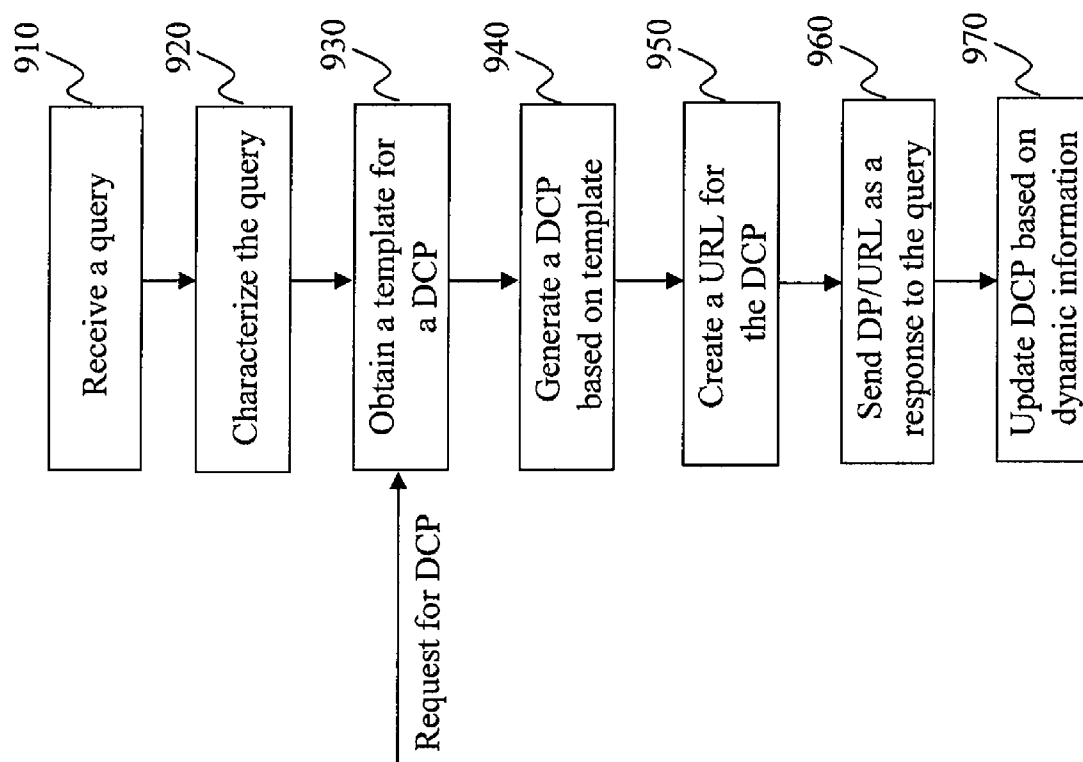 910
Receive a query
920
Characterize the query
930
Obtain a template for
a DCP
Request for DCP
940
Generate a DCP
based on template
950
Create a URL for
the DCP
960
Send DP/URL as a
response to the query
970
Update DCP based on
dynamic information